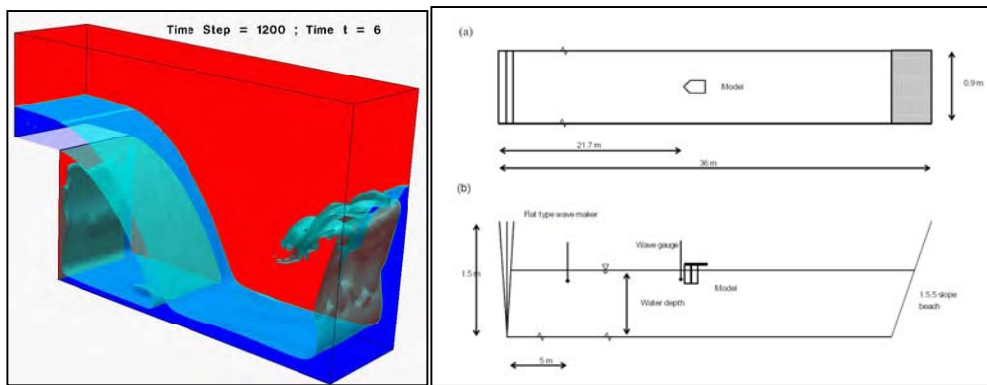 Time Step = 1200 ; Time t = 6
(a)
Model
0.9 m
21.7 m
36 m
(b)
Flat type wave maker
Wave gauge
1.5 m
Model
Water depth
1:5.5 slope
beach
5 m